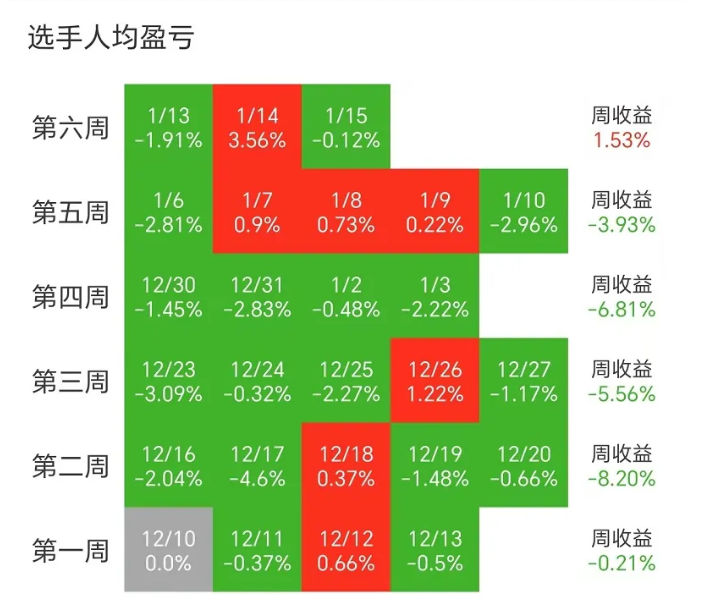 选手人均盈亏
第六周 1/13 1/14 1/15 周收益
-1.91% 3.56% -0.12% 1.53%
第五周 1/6 1/7 1/8 1/9 1/10 周收益
-2.81% 0.9% 0.73% 0.22% -2.96% -3.93%
第四周 12/30 12/31 1/2 1/3 周收益
-1.45% -2.83% -0.48% -2.22% -6.81%
第三周 12/23 12/24 12/25 12/26 12/27 周收益
-3.09% -0.32% -2.27% 1.22% -1.17% -5.56%
第二周 12/16 12/17 12/18 12/19 12/20 周收益
-2.04% -4.6% 0.37% -1.48% -0.66% -8.20%
第一周 12/10 12/11 12/12 12/13 周收益
0.0% -0.37% 0.66% -0.5% -0.21%